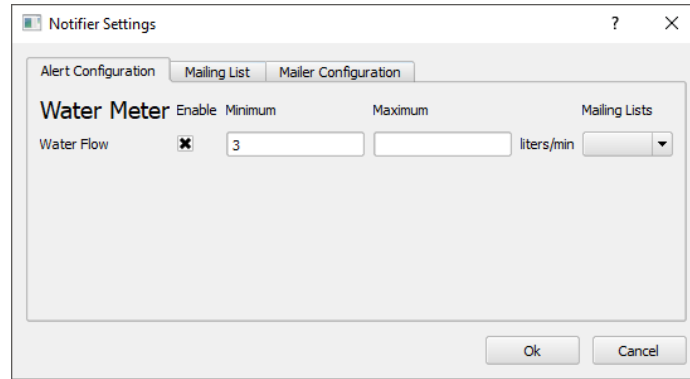 Notifier Settings
Alert Configuration Mailing List Mailer Configuration
Water Meter Enable Minimum Maximum Mailing Lists
Water Flow 3 liters/min
Ok Cancel